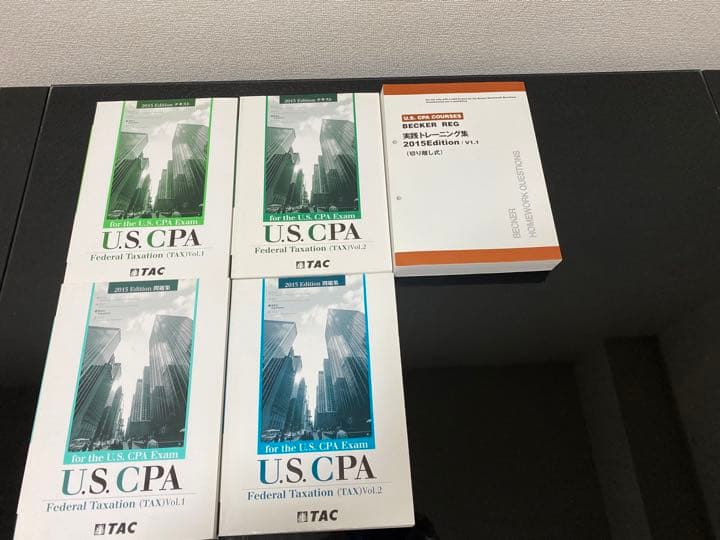 2015 Edition テキスト
for the U.S. CPA Exam
U.S. CPA
Federal Taxation (TAX)Vol.1
TAC
2015 Edition テキスト
for the U.S. CPA Exam
U.S. CPA
Federal Taxation (TAX)Vol.2
TAC
U.S. CPA COURSES
BECKER REG
実践トレーニング集
2015Edition / V1.1
(切り離し式)
BECKER
HOMEWORK QUESTIONS
2015 Edition 問題集
for the U.S. CPA Exam
U.S. CPA
Federal Taxation (TAX)Vol.1
TAC
2015 Edition 問題集
for the U.S. CPA Exam
U.S. CPA
Federal Taxation (TAX)Vol.2
TAC